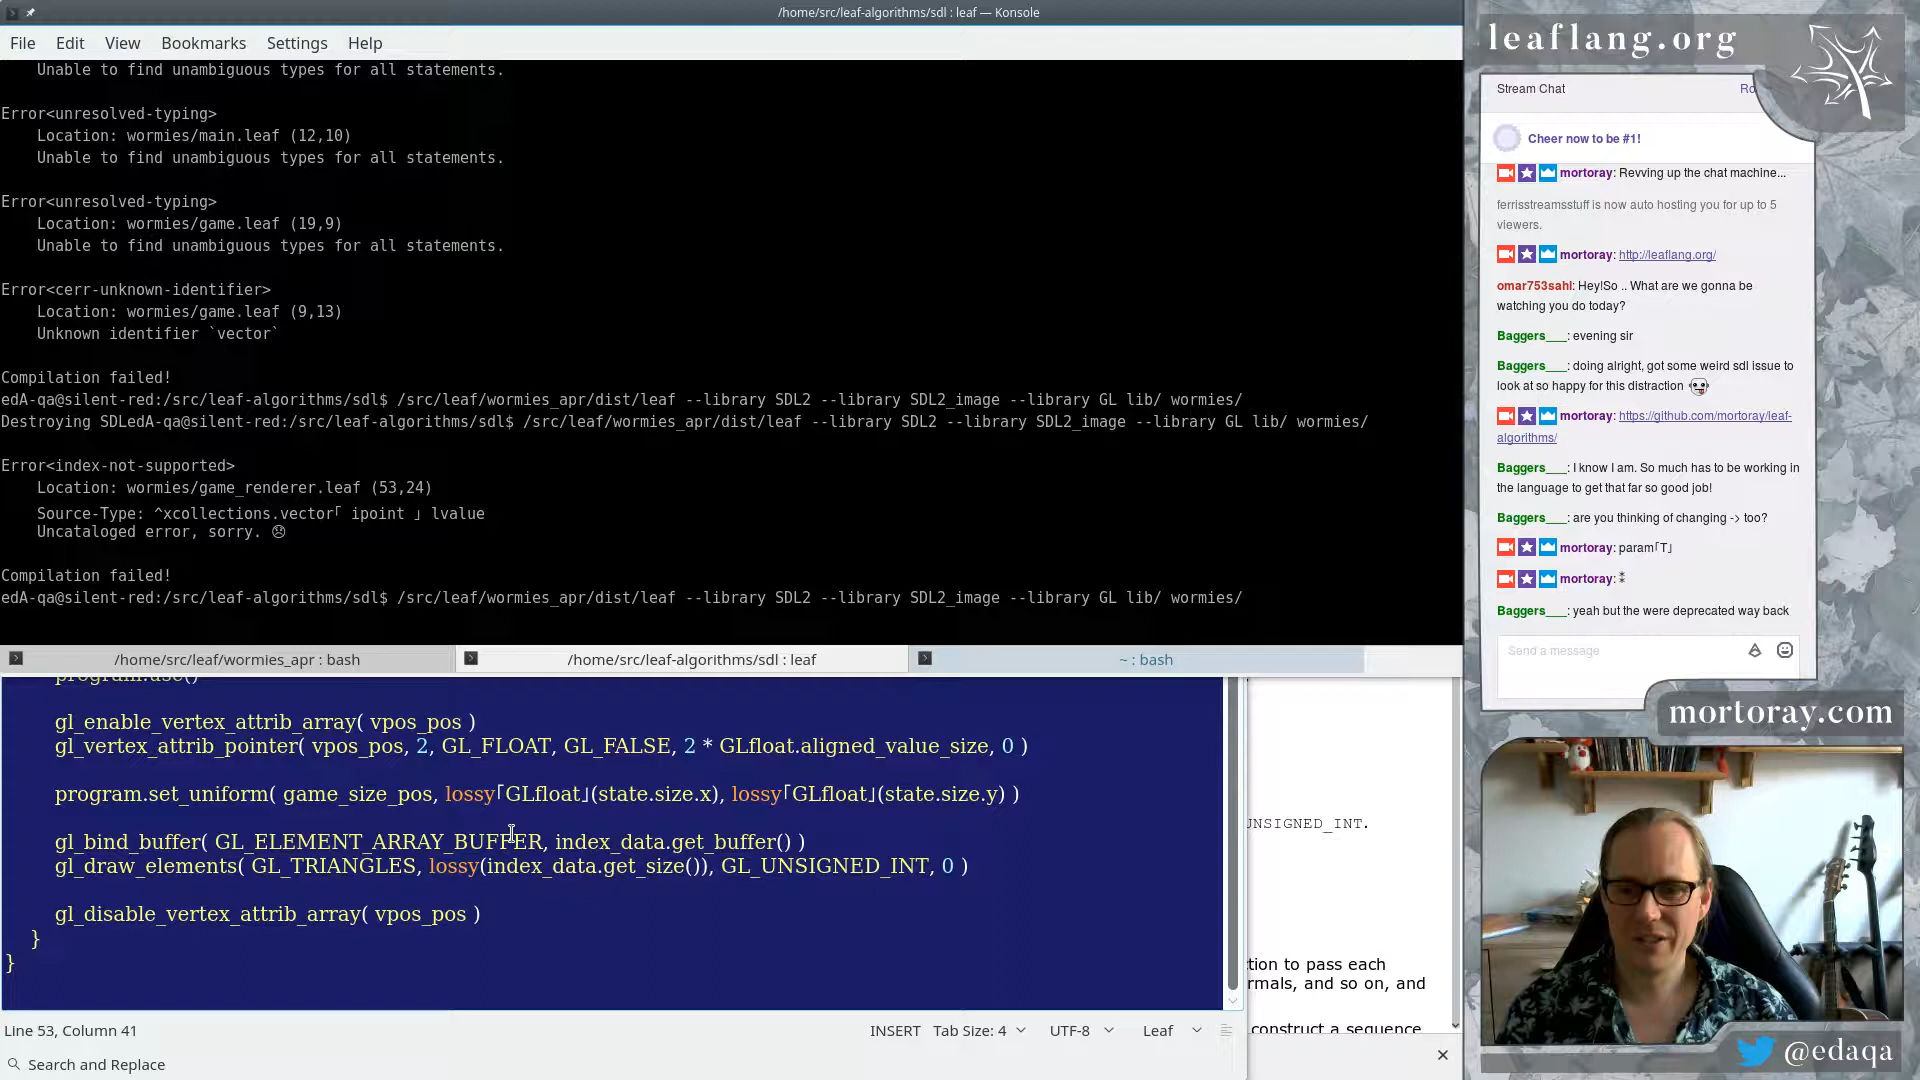 /home/src/leaf-algorithms/sdl : leaf — Konsole
File Edit View Bookmarks Settings Help
Unable to find unambiguous types for all statements.
Error<unresolved-typing>
Location: wormies/main.leaf (12,10)
Unable to find unambiguous types for all statements.
Error<unresolved-typing>
Location: wormies/game.leaf (19,9)
Unable to find unambiguous types for all statements.
Error<cerr-unknown-identifier>
Location: wormies/game.leaf (9,13)
Unknown identifier `vector`
Compilation failed!
edA-qa@silent-red:/src/leaf-algorithms/sdl$ /src/leaf/wormies_apr/dist/leaf --library SDL2 --library SDL2_image --library GL lib/ wormies/
Destroying SDLedA-qa@silent-red:/src/leaf-algorithms/sdl$ /src/leaf/wormies_apr/dist/leaf --library SDL2 --library SDL2_image --library GL lib/ wormies/
Error<index-not-supported>
Location: wormies/game_renderer.leaf (53,24)
Source-Type: ^xcollections.vector「 ipoint 」 lvalue
Uncataloged error, sorry. 😞
Compilation failed!
edA-qa@silent-red:/src/leaf-algorithms/sdl$ /src/leaf/wormies_apr/dist/leaf --library SDL2 --library SDL2_image --library GL lib/ wormies/
/home/src/leaf/wormies_apr : bash
/home/src/leaf-algorithms/sdl : leaf
~ : bash
program.use()
gl_enable_vertex_attrib_array( vpos_pos )
gl_vertex_attrib_pointer( vpos_pos, 2, GL_FLOAT, GL_FALSE, 2 * GLfloat.aligned_value_size, 0 )
program.set_uniform( game_size_pos, lossy「GLfloat」(state.size.x), lossy「GLfloat」(state.size.y) )
gl_bind_buffer( GL_ELEMENT_ARRAY_BUFFER, index_data.get_buffer() )
gl_draw_elements( GL_TRIANGLES, lossy(index_data.get_size()), GL_UNSIGNED_INT, 0 )
gl_disable_vertex_attrib_array( vpos_pos )
}
}
Line 53, Column 41
INSERT Tab Size: 4 UTF-8 Leaf
Search and Replace
UNSIGNED_INT.
ction to pass each
rmals, and so on, and
construct a sequence
leaflang.org
Stream Chat
Ro
Cheer now to be #1!
mortoray: Revving up the chat machine...
ferrisstreamsstuff is now auto hosting you for up to 5
viewers.
mortoray: http://leaflang.org/
omar753sahl: Hey!So .. What are we gonna be
watching you do today?
Baggers___: evening sir
Baggers___: doing alright, got some weird sdl issue to
look at so happy for this distraction
mortoray: https://github.com/mortoray/leaf-
algorithms/
Baggers___: I know I am. So much has to be working in
the language to get that far so good job!
Baggers___: are you thinking of changing -> too?
mortoray: param「T」
mortoray: ⁑
Baggers___: yeah but the were deprecated way back
Send a message
mortoray.com
@edaqa